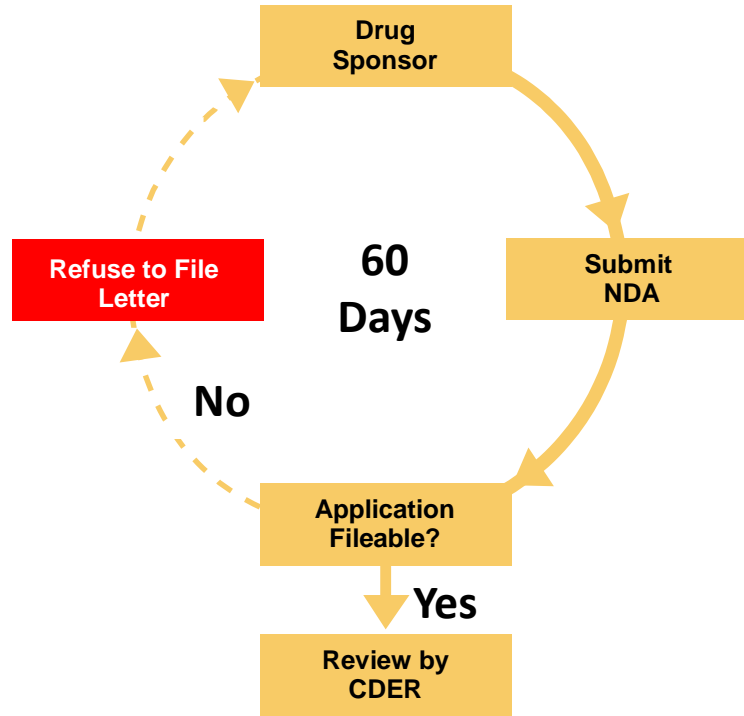 Drug
Sponsor
Refuse to File
Letter
60
Days
Submit
NDA
No
Application
Fileable?
Yes
Review by
CDER